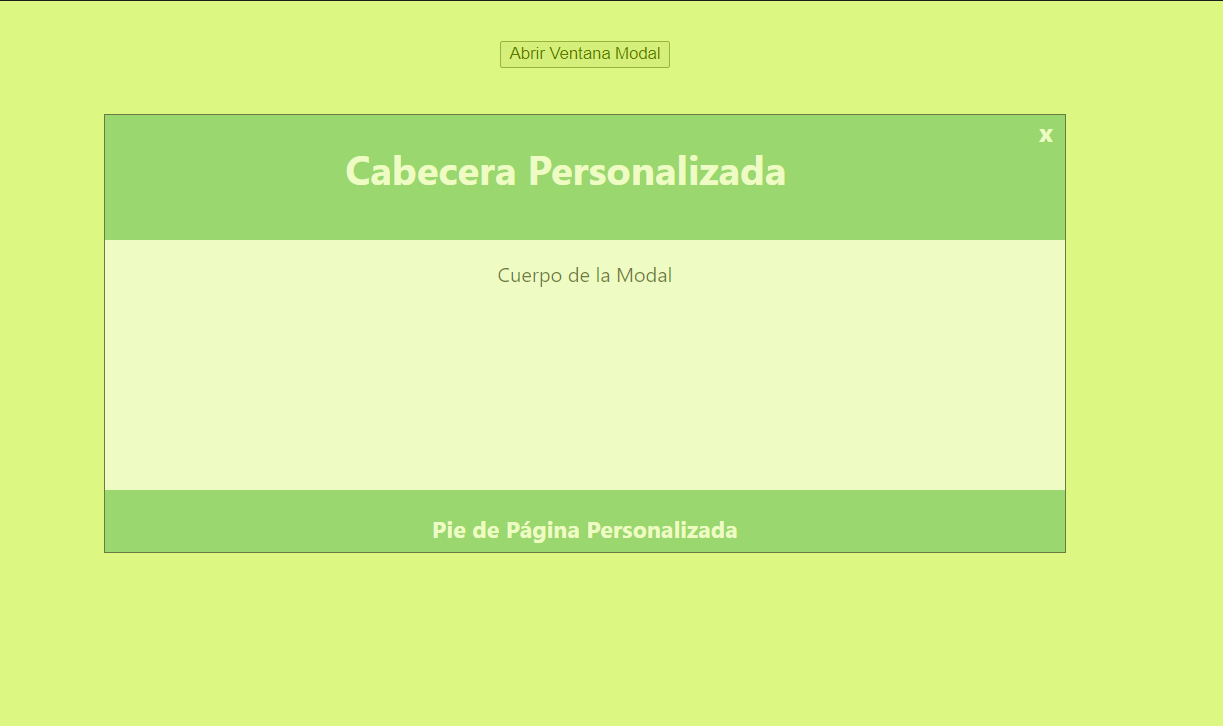 Abrir Ventana Modal
x
Cabecera Personalizada
Cuerpo de la Modal
Pie de Página Personalizada